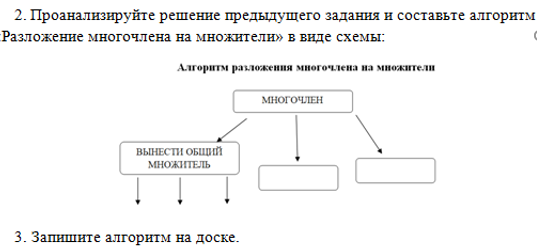 2. Проанализируйте решение предыдущего задания и составьте алгоритм
«Разложение многочлена на множители» в виде схемы:
Алгоритм разложения многочлена на множители
МНОГОЧЛЕН
ВЫНЕСТИ ОБЩИЙ
МНОЖИТЕЛЬ
3. Запишите алгоритм на доске.